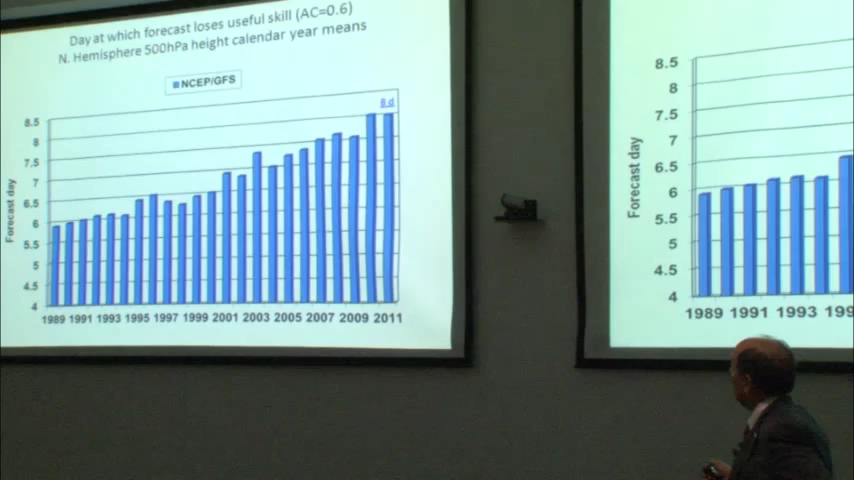 Day at which forecast loses useful skill (AC=0.6)
N. Hemisphere 500hPa height calendar year means
NCEP/GFS
8 d
8.5
8
7.5
7
6.5
6
5.5
5
4.5
4
Forecast day
1989 1991 1993 1995 1997 1999 2001 2003 2005 2007 2009 2011
8.5
8
7.5
7
6.5
6
5.5
5
4.5
4
Forecast day
1989 1991 1993 199